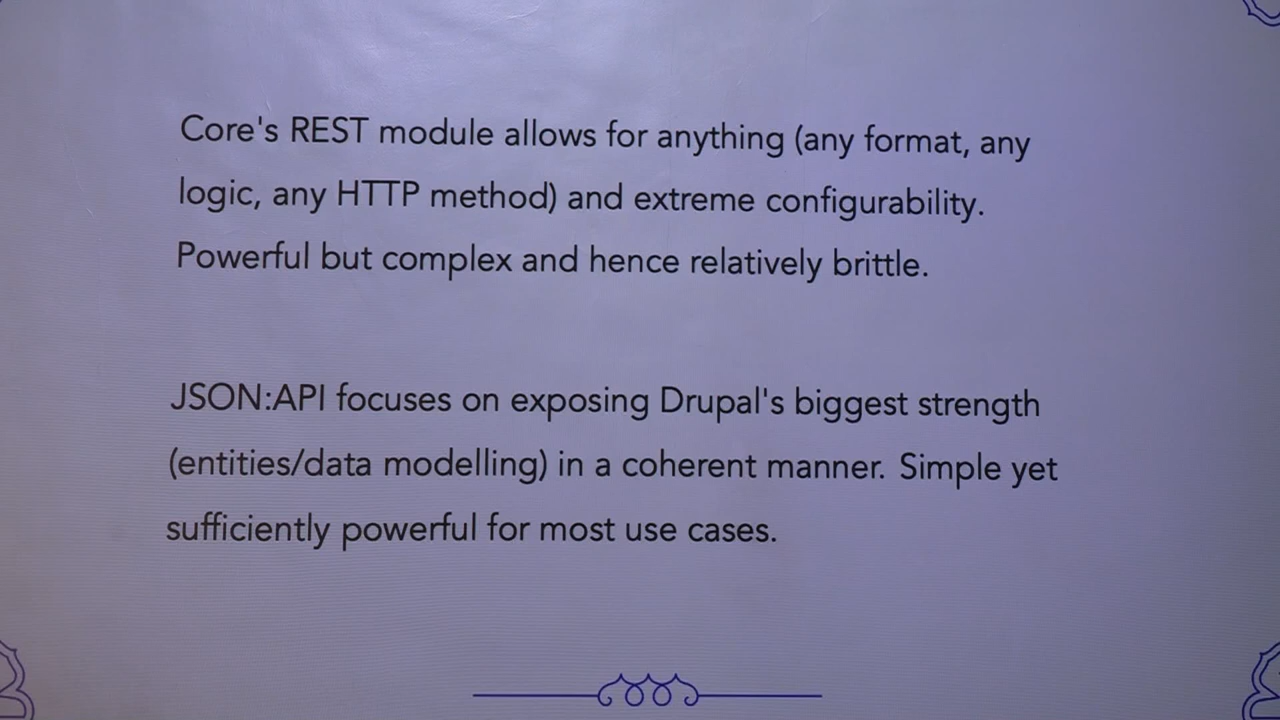 Core's REST module allows for anything (any format, any
logic, any HTTP method) and extreme configurability.
Powerful but complex and hence relatively brittle.
JSON:API focuses on exposing Drupal's biggest strength
(entities/data modelling) in a coherent manner. Simple yet
sufficiently powerful for most use cases.